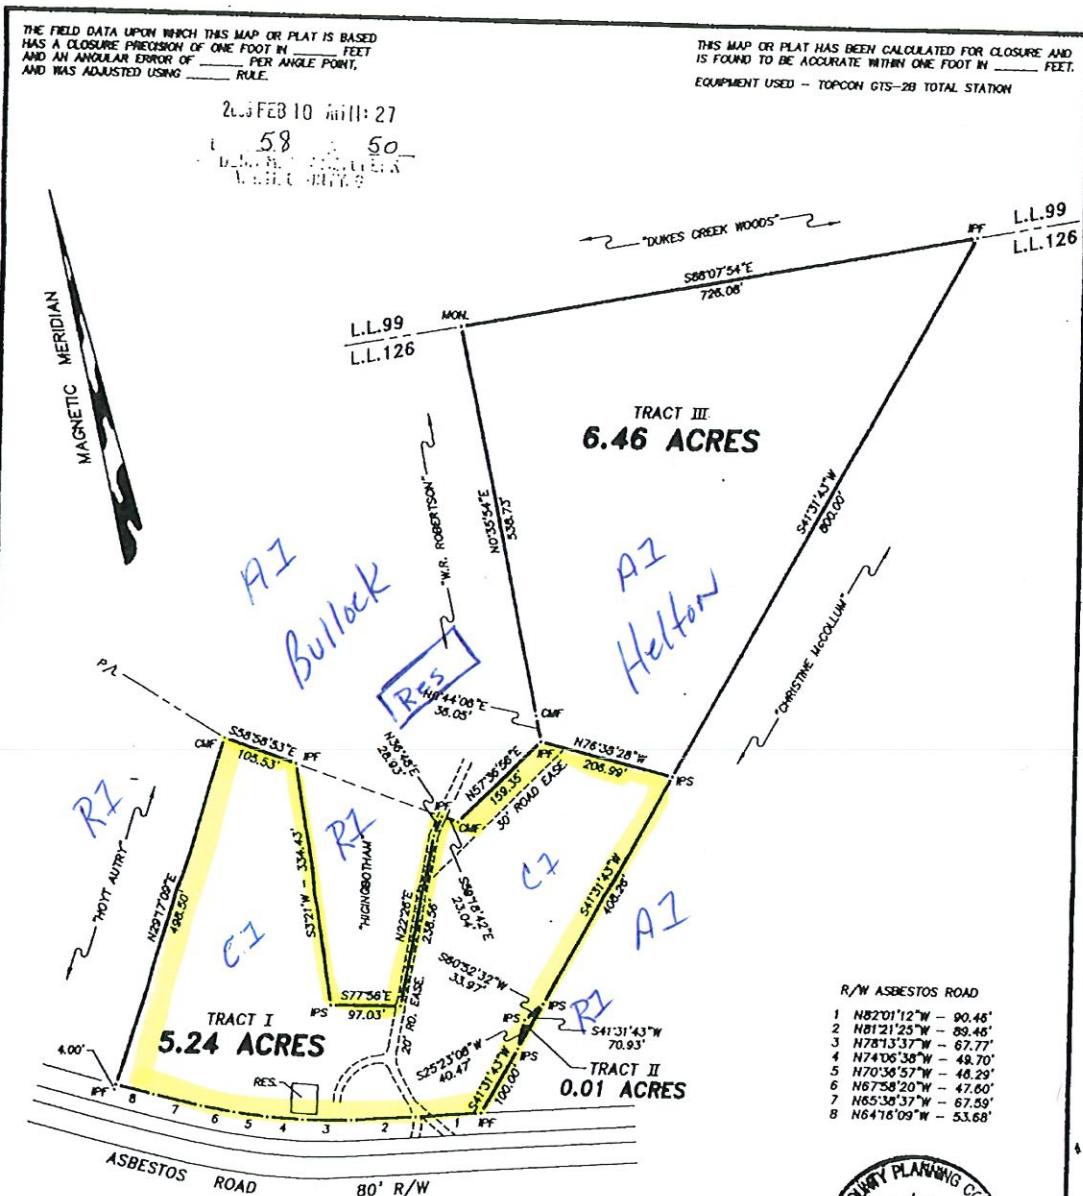 THE FIELD DATA UPON WHICH THIS MAP OR PLAT IS BASED
HAS A CLOSURE PRECISION OF ONE FOOT IN ______ FEET
AND AN ANGULAR ERROR OF ______ PER ANGLE POINT,
AND WAS ADJUSTED USING ______ RULE.
THIS MAP OR PLAT HAS BEEN CALCULATED FOR CLOSURE AND
IS FOUND TO BE ACCURATE WITHIN ONE FOOT IN ______ FEET.
EQUIPMENT USED – TOPCON GTS-2B TOTAL STATION
FEB 10
27
58 50
MAGNETIC MERIDIAN
"DUKES CREEK WOODS"
IPF
L.L.99
L.L.126
S88°07'54"E
726.08'
MON.
L.L.99
L.L.126
TRACT III
6.46 ACRES
N0°35'54"E
538.73'
"W.R. ROBERTSON"
S41°31'43"W
800.00'
"CHRISTINE McCOLLUM"
A1
Bullock
A1
Helton
RES
36.05'
CMF
P/L
N36°48'E
28.93'
CMF
S58°58'53"E
105.53'
IPF
N57°36'56"E
159.35'
IPF
N76°38'28"W
206.99'
IPS
30' ROAD EASE.
IPF
CMF
R1
"HOYT AUTRY"
N29°17'09"E
498.50'
C1
S3°21'W – 334.43'
R1
"HIGINGBOTHAM"
N22°26'E
238.56'
S59°18'42"E
23.04'
C1
S41°31'43"W
408.26'
A1
S80°52'32"W
33.97'
IPS
S77°56'E
97.03'
IPS
20' RD. EASE.
IPS
R1
S41°31'43"W
70.93'
IPS
S25°23'08"W
40.47'
TRACT I
5.24 ACRES
TRACT II
0.01 ACRES
4.00'
RES.
S41°31'43"W
100.00'
IPF
8 7 6 5 4 3 2 1
IPF
ASBESTOS ROAD 80' R/W
R/W ASBESTOS ROAD
1 N82°01'12"W – 90.46'
2 N81°21'25"W – 89.46'
3 N78°13'37"W – 67.77'
4 N74°06'38"W – 49.70'
5 N70°36'57"W – 46.29'
6 N67°58'20"W – 47.60'
7 N65°38'37"W – 67.59'
8 N64°16'09"W – 53.68'
PLANNING